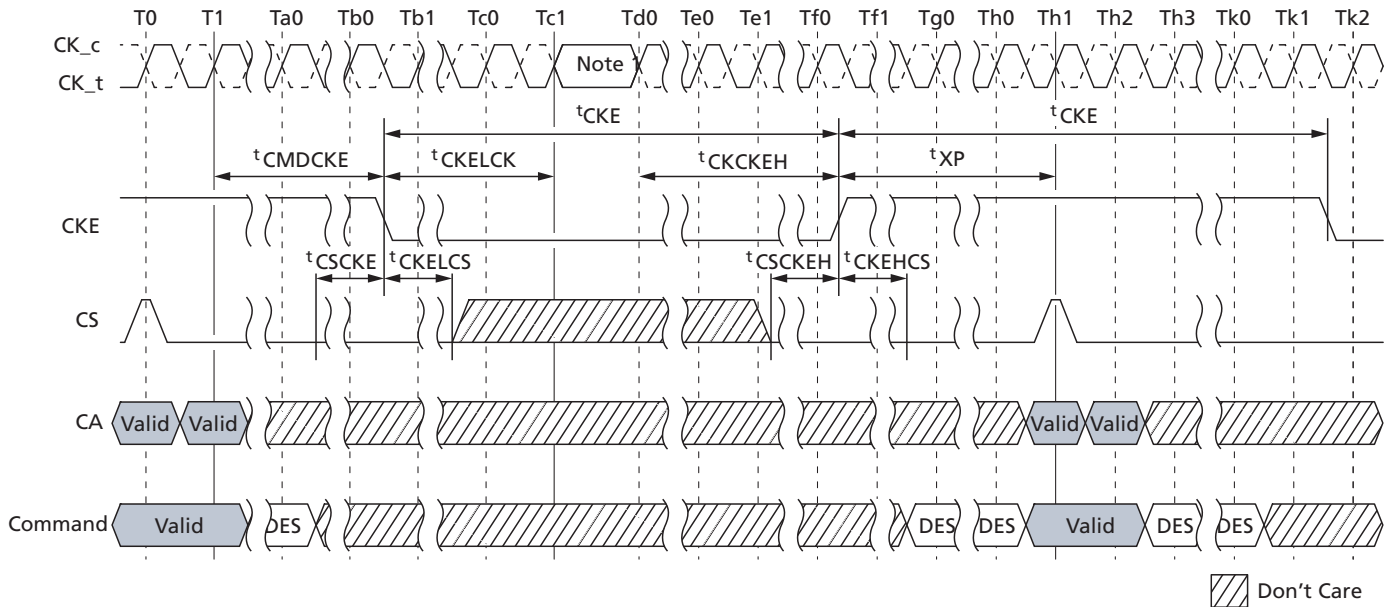 T0 T1 Ta0 Tb0 Tb1 Tc0 Tc1 Td0 Te0 Te1 Tf0 Tf1 Tg0 Th0 Th1 Th2 Th3 Tk0 Tk1 Tk2
CK_c
CK_t
Note 1
tCKE tCKE
tCMDCKE tCKELCK tCKCKEH tXP
CKE
tCSCKE tCKELCS tCSCKEH tCKEHCS
CS
CA Valid Valid Valid Valid
Command Valid DES DES DES Valid DES DES
Don't Care